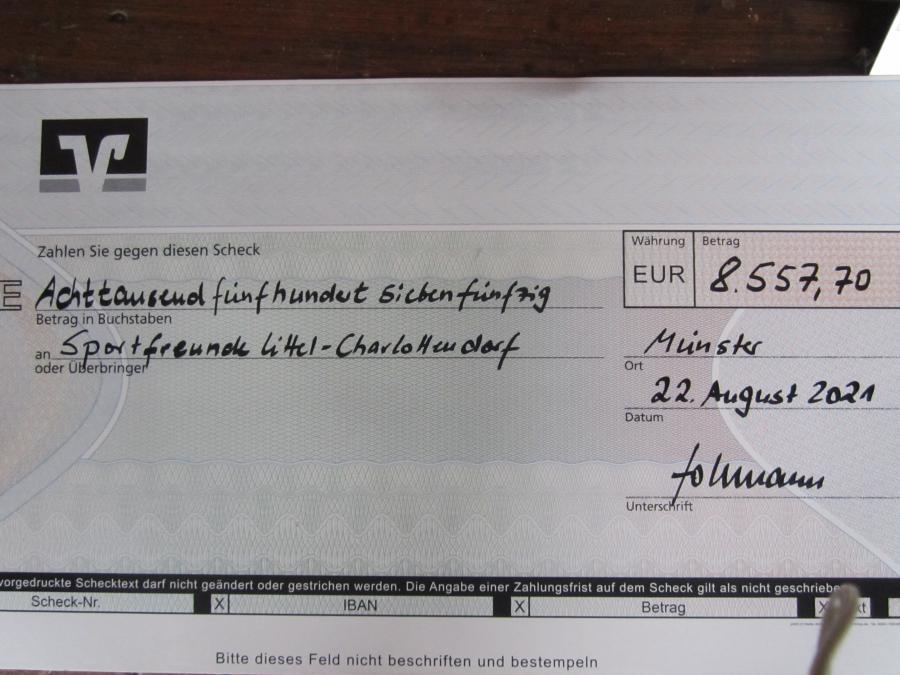 Zahlen Sie gegen diesen Scheck
Währung Betrag
EUR 8.557,70
E Achttausend fünfhundert siebenfünfzig
Betrag in Buchstaben
an Sportfreunde Littel-Charlottendorf
oder Überbringer
Münster
Ort
22. August 2021
Datum
Unterschrift
vorgedruckte Schecktext darf nicht geändert oder gestrichen werden. Die Angabe einer Zahlungsfrist auf dem Scheck gilt als nicht geschrieben
Scheck-Nr. X IBAN X Betrag X
Bitte dieses Feld nicht beschriften und bestempeln